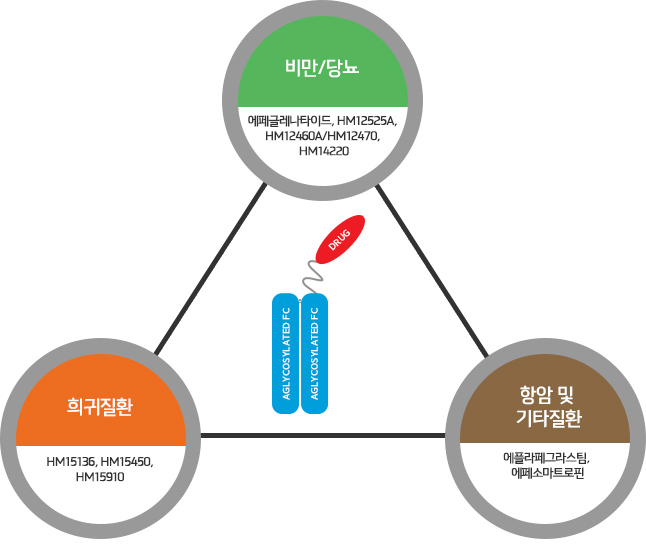 비만/당뇨
에페글레나타이드, HM12525A,
HM12460A/HM12470,
HM14220
DRUG
AGLYCOSYLATED FC
AGLYCOSYLATED FC
희귀질환
HM15136, HM15450,
HM15910
항암 및
기타질환
에플라페그라스팀,
에페소마트로핀